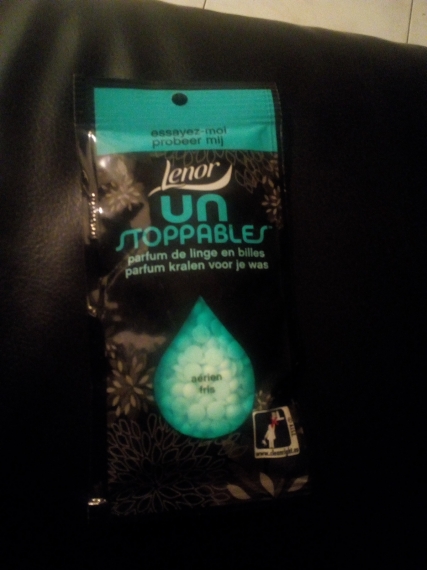 essayez-moi
probeer mij
Lenor
UN
STOPPABLES
parfum de linge en billes
parfum kralen voor je was
aérien
fris